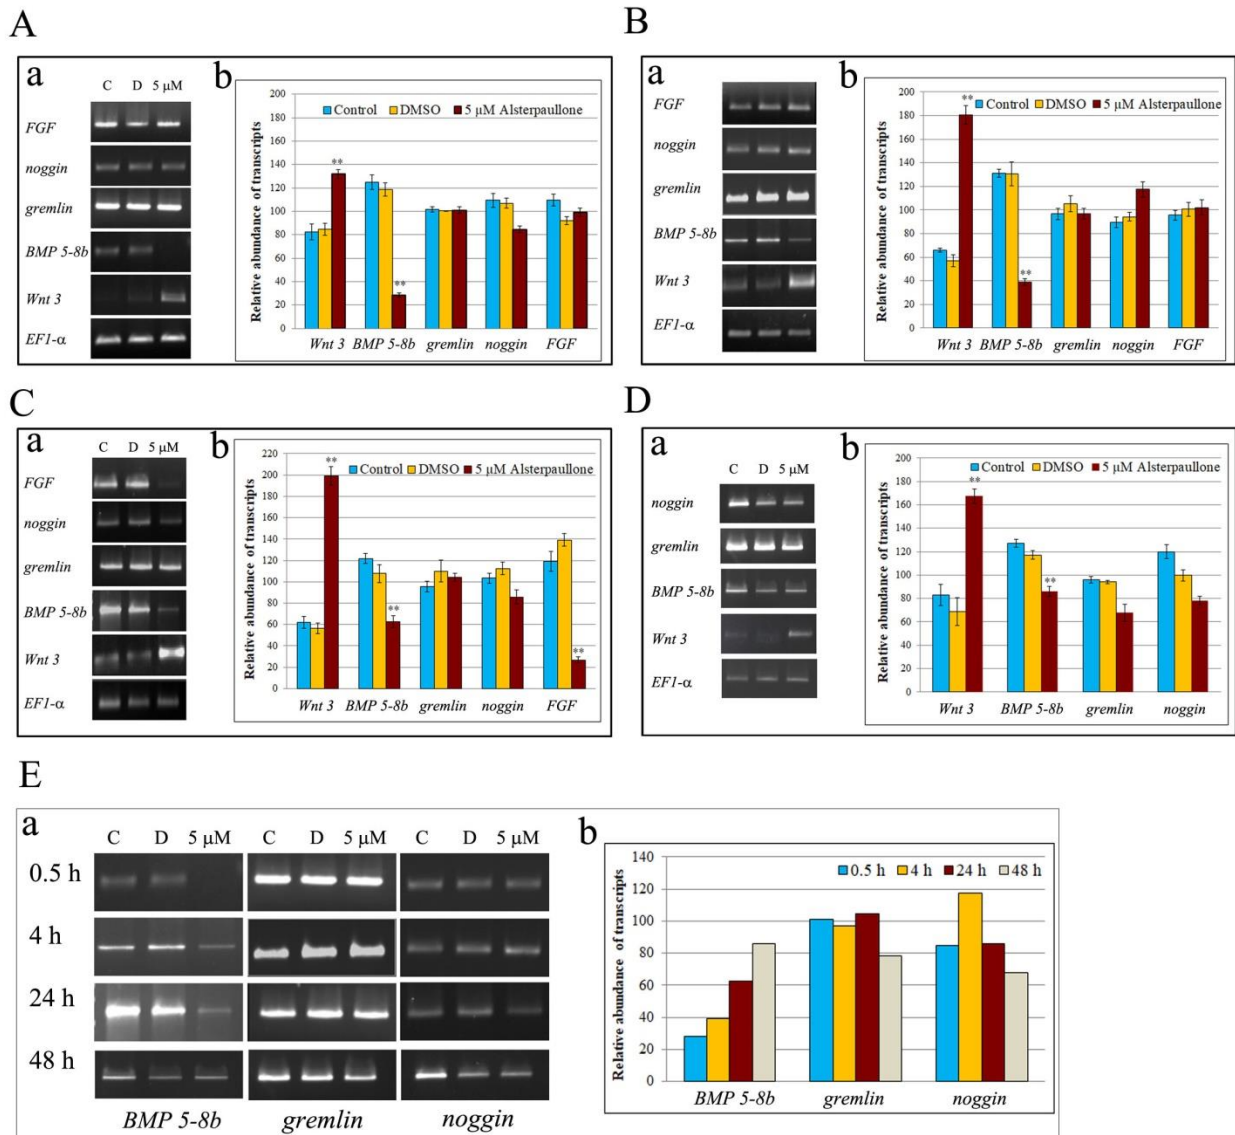 A
a
C D 5 μM
FGF
noggin
gremlin
BMP 5-8b
Wnt 3
EF1-α
b
Relative abundance of transcripts
200
180
160
140
120
100
80
60
40
20
0
Control DMSO 5 μM Alsterpaullone
**
**
Wnt 3 BMP 5-8b gremlin noggin FGF
B
a
FGF
noggin
gremlin
BMP 5-8b
Wnt 3
EF1-α
b
Relative abundance of transcripts
200
180
160
140
120
100
80
60
40
20
0
Control DMSO 5 μM Alsterpaullone
**
**
Wnt 3 BMP 5-8b gremlin noggin FGF
C
a
C D 5 μM
FGF
noggin
gremlin
BMP 5-8b
Wnt 3
EF1-α
b
Relative abundance of transcripts
220
200
180
160
140
120
100
80
60
40
20
0
Control DMSO 5 μM Alsterpaullone
**
**
**
Wnt 3 BMP 5-8b gremlin noggin FGF
D
a
C D 5 μM
noggin
gremlin
BMP 5-8b
Wnt 3
EF1-α
b
Relative abundance of transcripts
200
180
160
140
120
100
80
60
40
20
0
Control DMSO 5 μM Alsterpaullone
**
**
Wnt 3 BMP 5-8b gremlin noggin
E
a
C D 5 μM C D 5 μM C D 5 μM
0.5 h
4 h
24 h
48 h
BMP 5-8b gremlin noggin
b
Relative abundance of transcripts
140
120
100
80
60
40
20
0
0.5 h 4 h 24 h 48 h
BMP 5-8b gremlin noggin